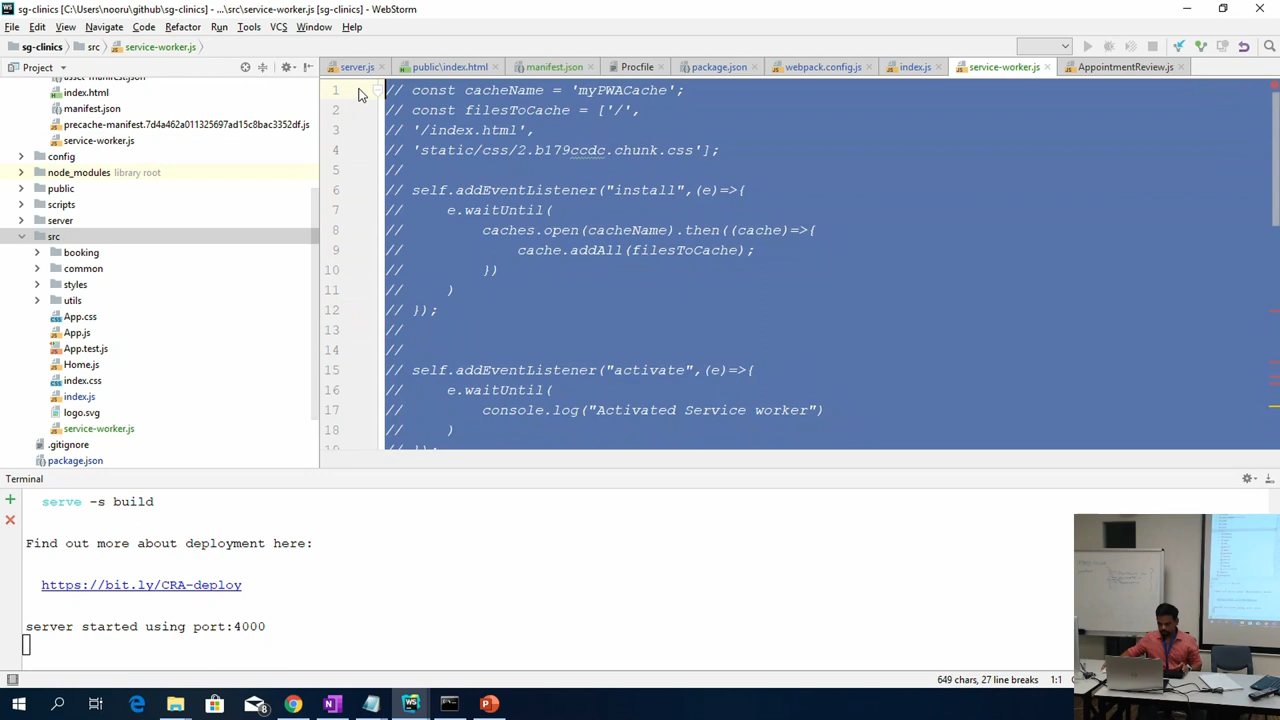 sg-clinics [C:\Users\nooru\github\sg-clinics] - ...\src\service-worker.js [sg-clinics] - WebStorm
File Edit View Navigate Code Refactor Run Tools VCS Window Help
sg-clinics src service-worker.js
Project
server.js public\index.html manifest.json Procfile package.json webpack.config.js index.js service-worker.js AppointmentReview.js
asset-manifest.json
index.html
manifest.json
precache-manifest.7d4a462a011325697ad15c8bac3352df.js
service-worker.js
config
node_modules library root
public
scripts
server
src
booking
common
styles
utils
App.css
App.js
App.test.js
Home.js
index.css
index.js
logo.svg
service-worker.js
.gitignore
package.json
1 // const cacheName = 'myPWACache';
2 // const filesToCache = ['/',
3 // '/index.html',
4 // 'static/css/2.b179ccdc.chunk.css'];
5 //
6 // self.addEventListener("install",(e)=>{
7 // e.waitUntil(
8 // caches.open(cacheName).then((cache)=>{
9 // cache.addAll(filesToCache);
10 // })
11 // )
12 // });
13 //
14 //
15 // self.addEventListener("activate",(e)=>{
16 // e.waitUntil(
17 // console.log("Activated Service worker")
18 // )
19 // });
Terminal
serve -s build
Find out more about deployment here:
https://bit.ly/CRA-deploy
server started using port:4000
649 chars, 27 line breaks 1:1